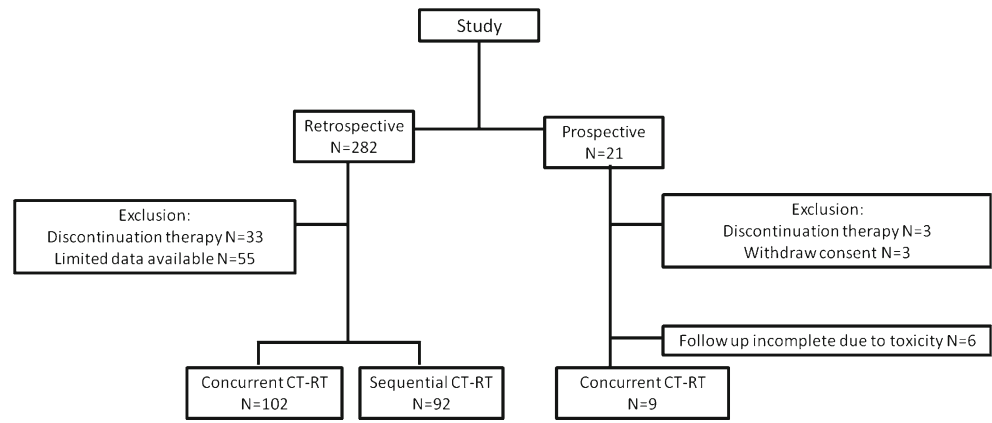 Study
Retrospective
N=282
Prospective
N=21
Exclusion:
Discontinuation therapy N=33
Limited data available N=55
Exclusion:
Discontinuation therapy N=3
Withdraw consent N=3
Follow up incomplete due to toxicity N=6
Concurrent CT-RT
N=102
Sequential CT-RT
N=92
Concurrent CT-RT
N=9